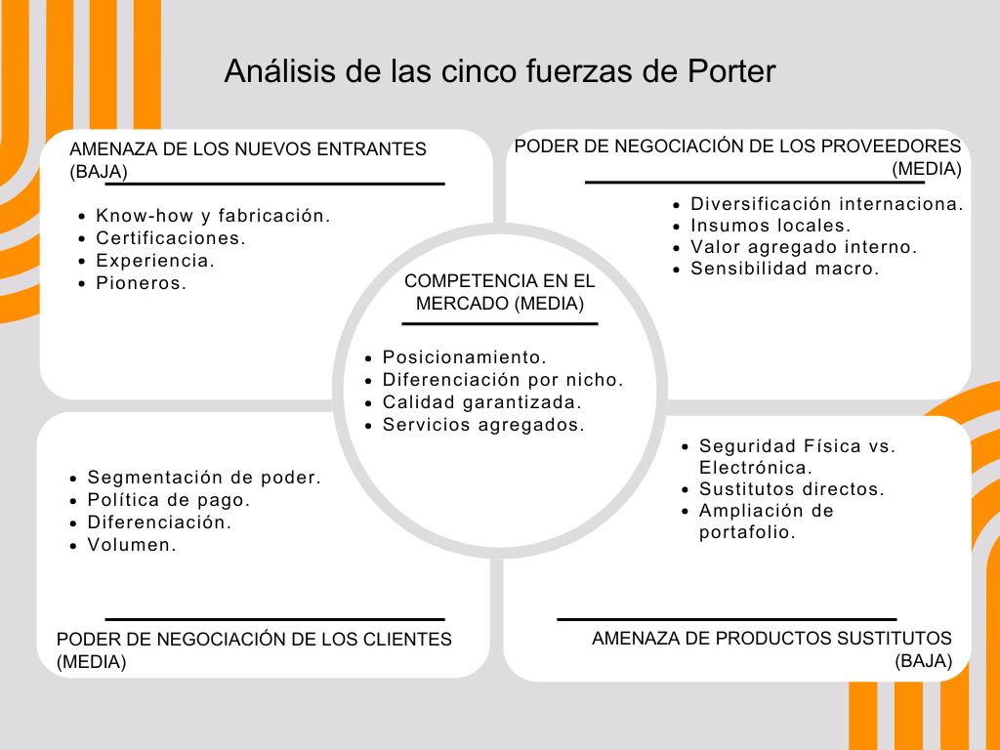 Análisis de las cinco fuerzas de Porter
AMENAZA DE LOS NUEVOS ENTRANTES
(BAJA)
• Know-how y fabricación.
• Certificaciones.
• Experiencia.
• Pioneros.
PODER DE NEGOCIACIÓN DE LOS PROVEEDORES
(MEDIA)
• Diversificación internaciona.
• Insumos locales.
• Valor agregado interno.
• Sensibilidad macro.
COMPETENCIA EN EL
MERCADO (MEDIA)
• Posicionamiento.
• Diferenciación por nicho.
• Calidad garantizada.
• Servicios agregados.
• Segmentación de poder.
• Política de pago.
• Diferenciación.
• Volumen.
PODER DE NEGOCIACIÓN DE LOS CLIENTES
(MEDIA)
• Seguridad Física vs.
Electrónica.
• Sustitutos directos.
• Ampliación de
portafolio.
AMENAZA DE PRODUCTOS SUSTITUTOS
(BAJA)